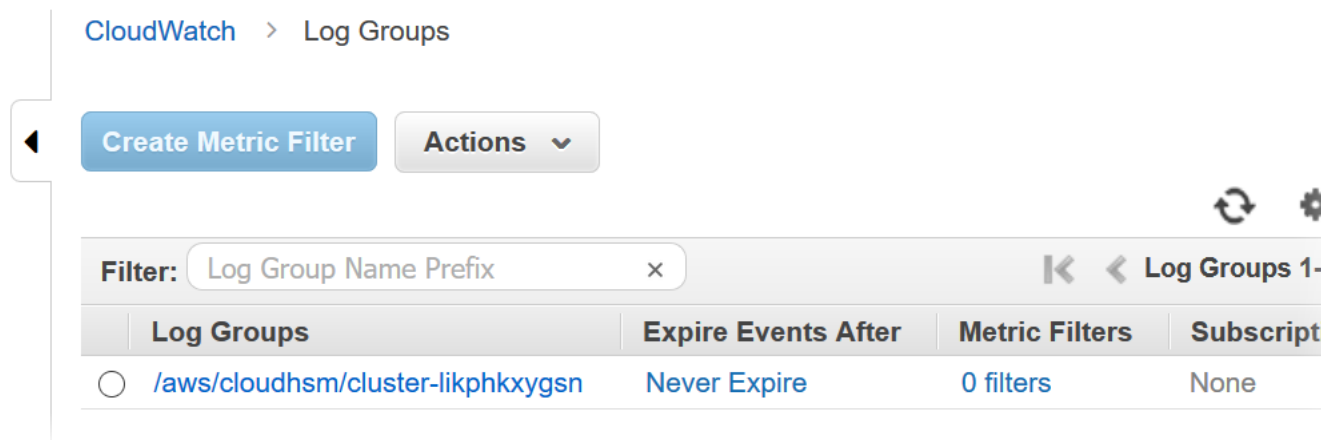 CloudWatch > Log Groups
Create Metric Filter Actions
Filter: Log Group Name Prefix × Log Groups 1-
Log Groups Expire Events After Metric Filters Subscript
/aws/cloudhsm/cluster-likphkxygsn Never Expire 0 filters None